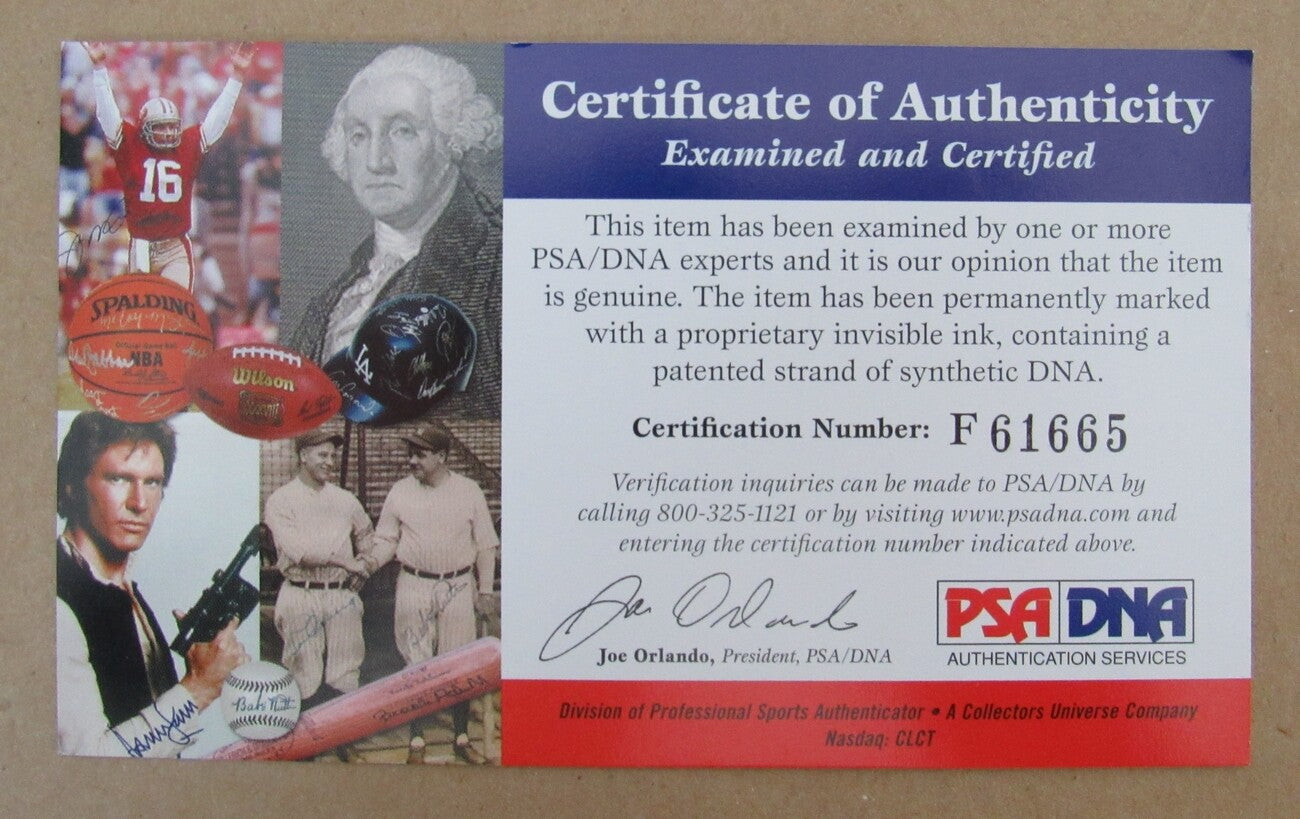 Certificate of Authenticity
Examined and Certified
This item has been examined by one or more
PSA/DNA experts and it is our opinion that the item
is genuine. The item has been permanently marked
with a proprietary invisible ink, containing a
patented strand of synthetic DNA.
Certification Number: F 61665
Verification inquiries can be made to PSA/DNA by
calling 800-325-1121 or by visiting www.psadna.com and
entering the certification number indicated above.
Joe Orlando
Joe Orlando, President, PSA/DNA
PSA DNA
AUTHENTICATION SERVICES
Division of Professional Sports Authenticator • A Collectors Universe Company
Nasdaq: CLCT
16
SPALDING
NBA
Wilson
LA
Babe Ruth